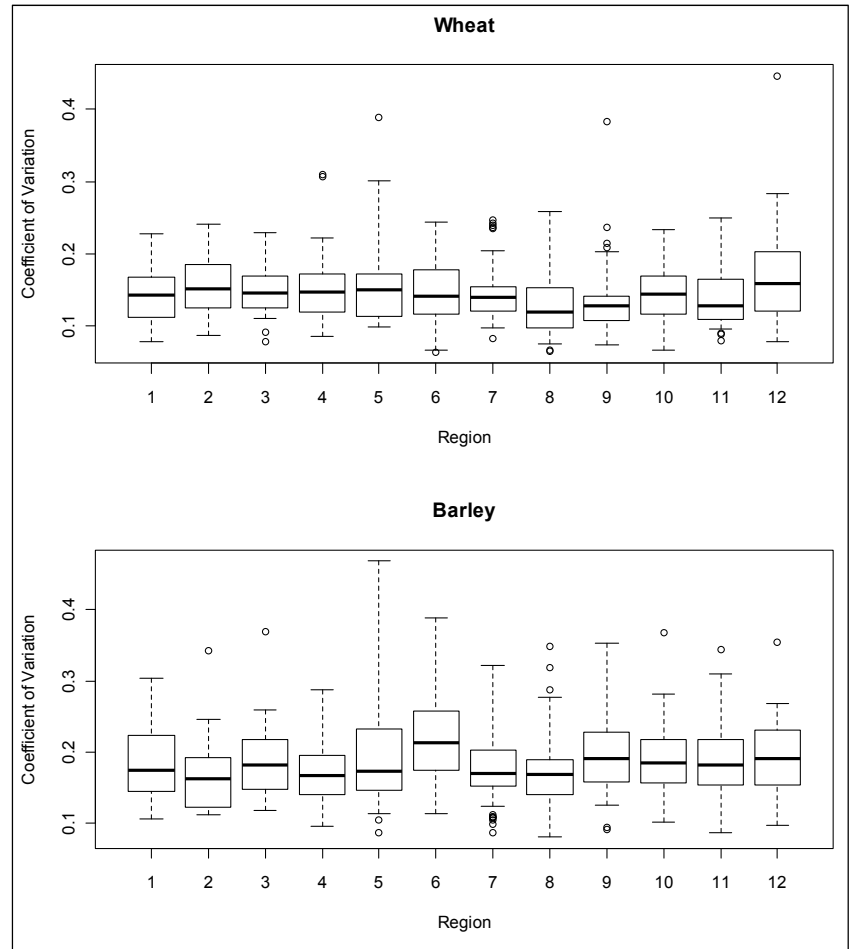 Wheat
Coefficient of Variation
0.4
0.3
0.2
0.1
1 2 3 4 5 6 7 8 9 10 11 12
Region
Barley
Coefficient of Variation
0.4
0.3
0.2
0.1
1 2 3 4 5 6 7 8 9 10 11 12
Region